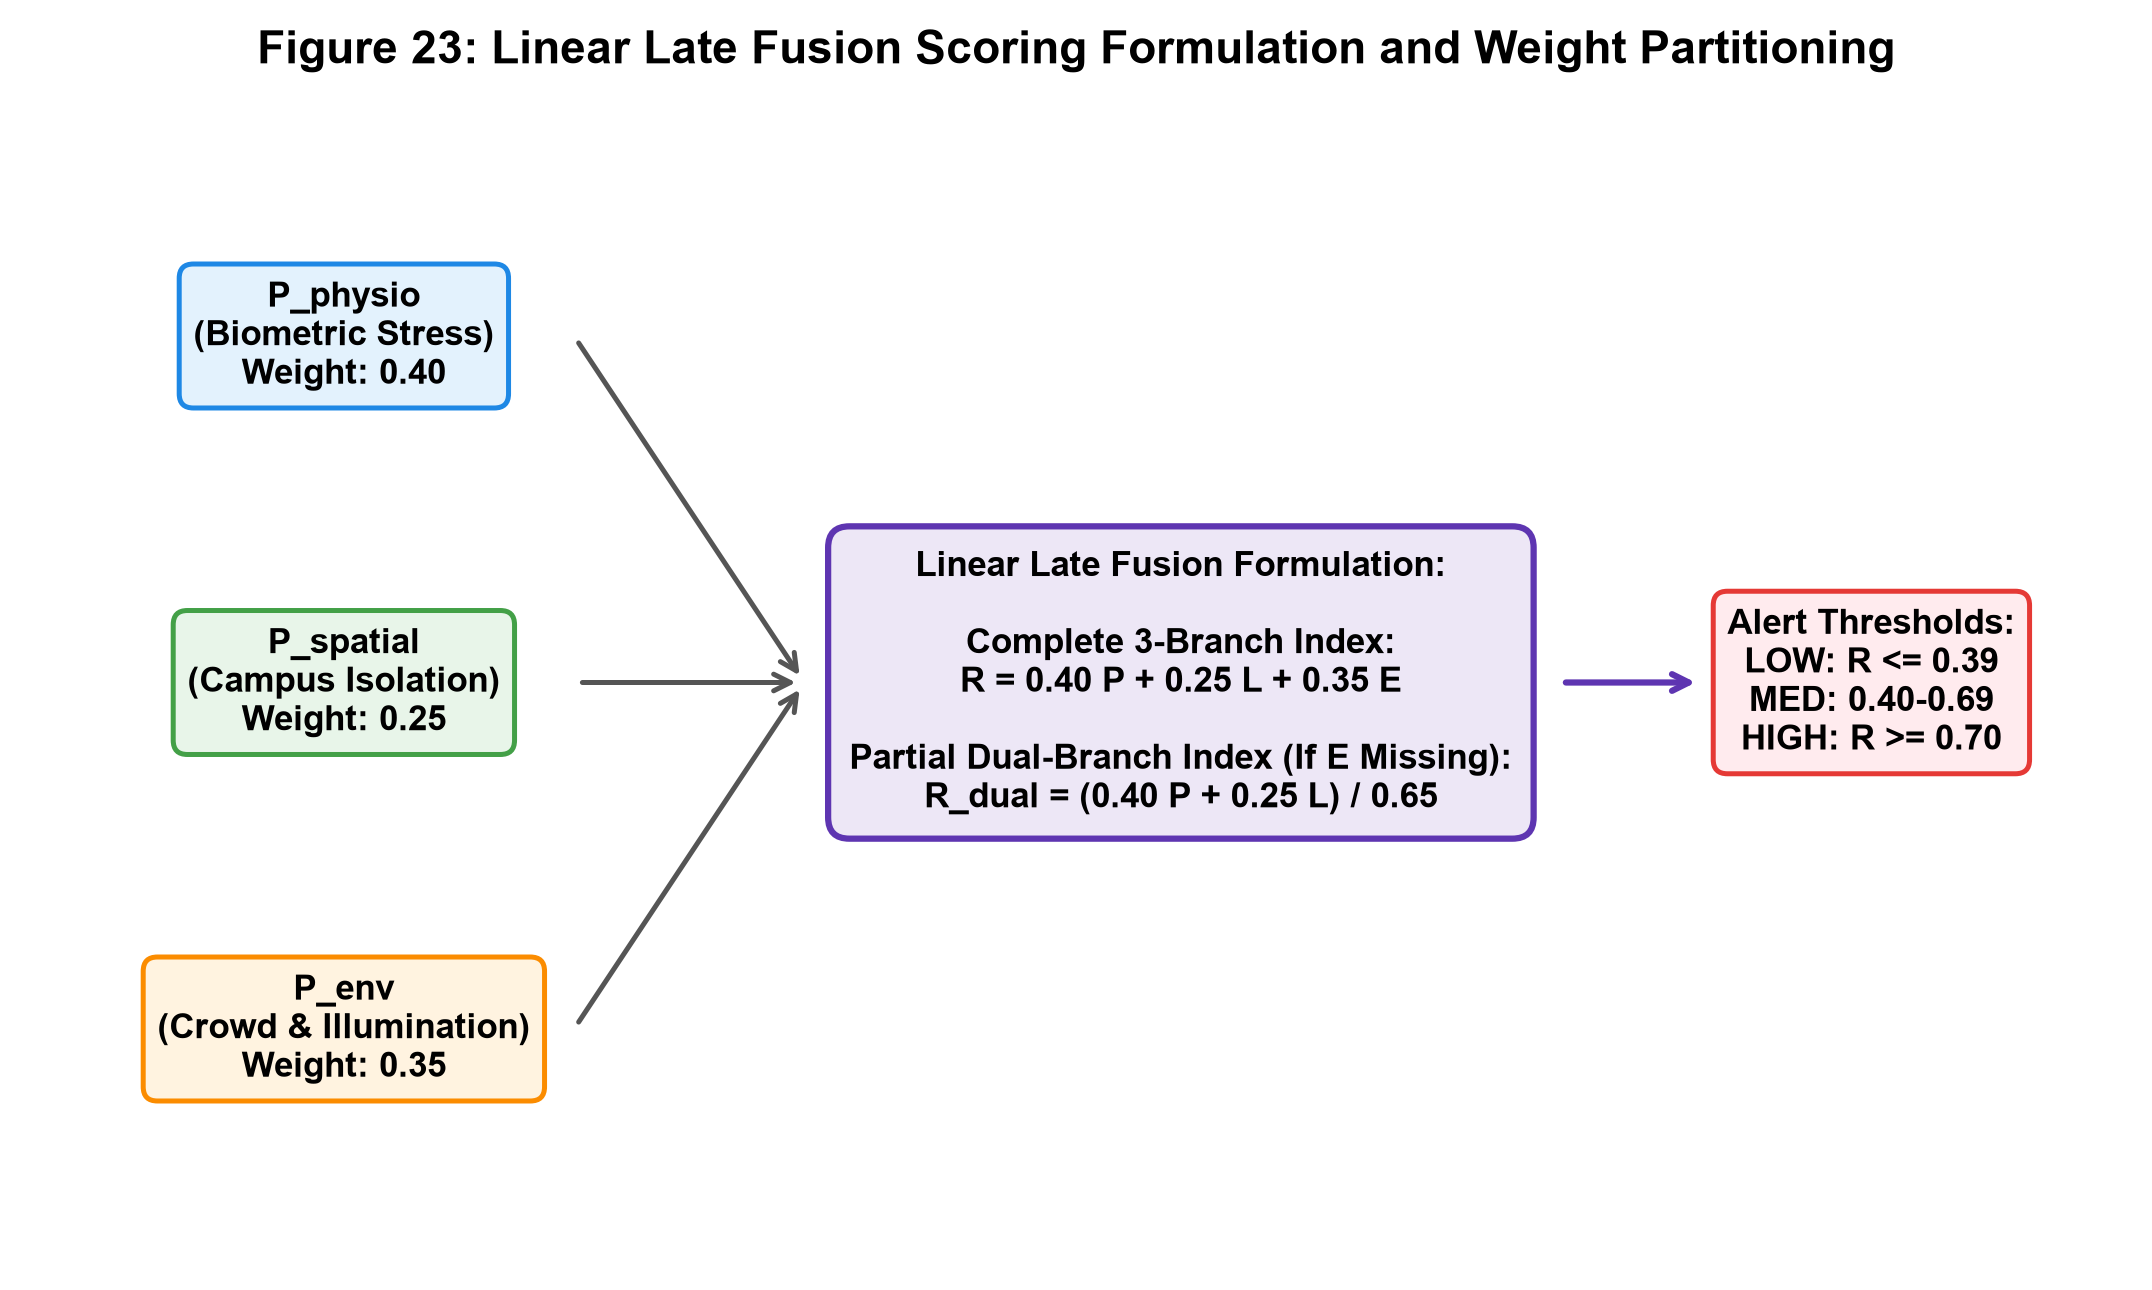 Figure 23: Linear Late Fusion Scoring Formulation and Weight Partitioning
P_physio
(Biometric Stress)
Weight: 0.40
P_spatial
(Campus Isolation)
Weight: 0.25
P_env
(Crowd & Illumination)
Weight: 0.35
Linear Late Fusion Formulation:
Complete 3-Branch Index:
R = 0.40 P + 0.25 L + 0.35 E
Partial Dual-Branch Index (If E Missing):
R_dual = (0.40 P + 0.25 L) / 0.65
Alert Thresholds:
LOW: R <= 0.39
MED: 0.40-0.69
HIGH: R >= 0.70